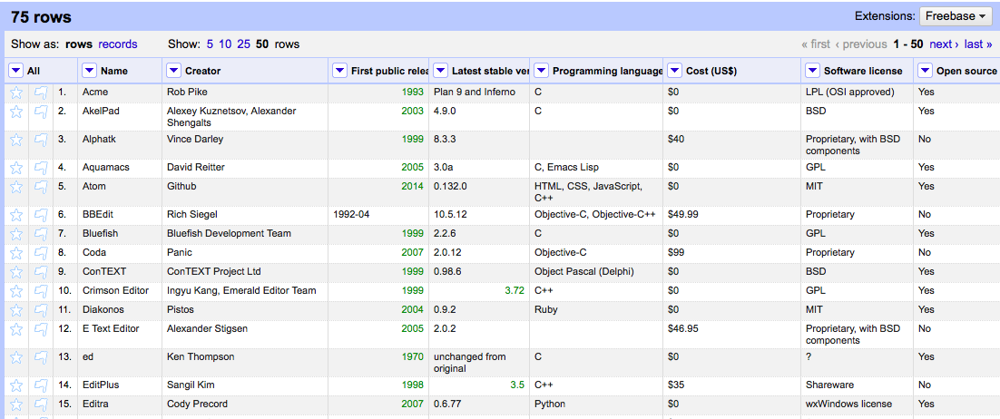 75 rows Extensions: Freebase
Show as: rows records Show: 5 10 25 50 rows « first ‹ previous 1 - 50 next › last »
All Name Creator First public relea Latest stable ver Programming language Cost (US$) Software license Open source
1. Acme Rob Pike 1993 Plan 9 and Inferno C $0 LPL (OSI approved) Yes
2. AkelPad Alexey Kuznetsov, Alexander 2003 4.9.0 C $0 BSD Yes
Shengalts
3. Alphatk Vince Darley 1999 8.3.3 $40 Proprietary, with BSD No
components
4. Aquamacs David Reitter 2005 3.0a C, Emacs Lisp $0 GPL Yes
5. Atom Github 2014 0.132.0 HTML, CSS, JavaScript, $0 MIT Yes
C++
6. BBEdit Rich Siegel 1992-04 10.5.12 Objective-C, Objective-C++ $49.99 Proprietary No
7. Bluefish Bluefish Development Team 1999 2.2.6 C $0 GPL Yes
8. Coda Panic 2007 2.0.12 Objective-C $99 Proprietary No
9. ConTEXT ConTEXT Project Ltd 1999 0.98.6 Object Pascal (Delphi) $0 BSD Yes
10. Crimson Editor Ingyu Kang, Emerald Editor Team 1999 3.72 C++ $0 GPL Yes
11. Diakonos Pistos 2004 0.9.2 Ruby $0 MIT Yes
12. E Text Editor Alexander Stigsen 2005 2.0.2 $46.95 Proprietary, with BSD No
components
13. ed Ken Thompson 1970 unchanged from C $0 ? Yes
original
14. EditPlus Sangil Kim 1998 3.5 C++ $35 Shareware No
15. Editra Cody Precord 2007 0.6.77 Python $0 wxWindows license Yes